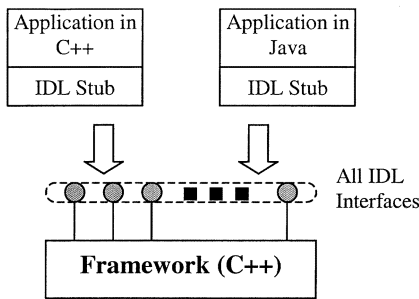 Application in
C++
IDL Stub
Application in
Java
IDL Stub
All IDL
Interfaces
Framework (C++)